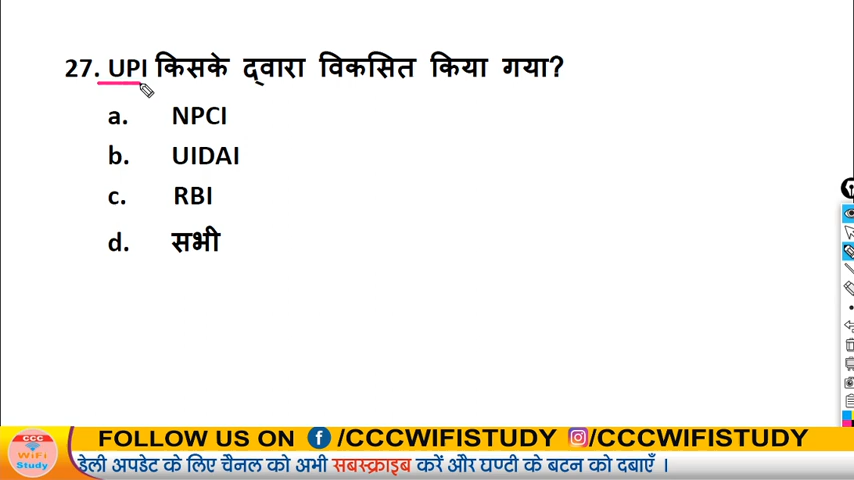 27. UPI किसके द्वारा विकसित किया गया?
a. NPCI
b. UIDAI
c. RBI
d. सभी
FOLLOW US ON f /CCCWIFISTUDY /CCCWIFISTUDY
CCC
WiFi
Study
डेली अपडेट के लिए चैनल को अभी सबस्क्राइब करें और घण्टी के बटन को दबाएँ ।